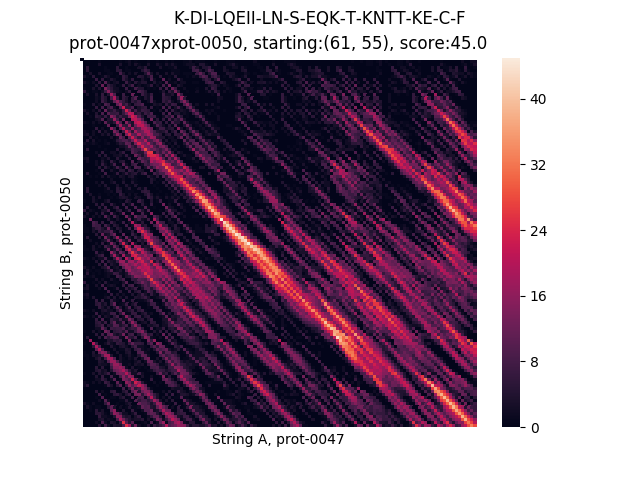 K-DI-LQEII-LN-S-EQK-T-KNTT-KE-C-F
prot-0047xprot-0050, starting:(61, 55), score:45.0
String B, prot-0050
String A, prot-0047
40
32
24
16
8
0